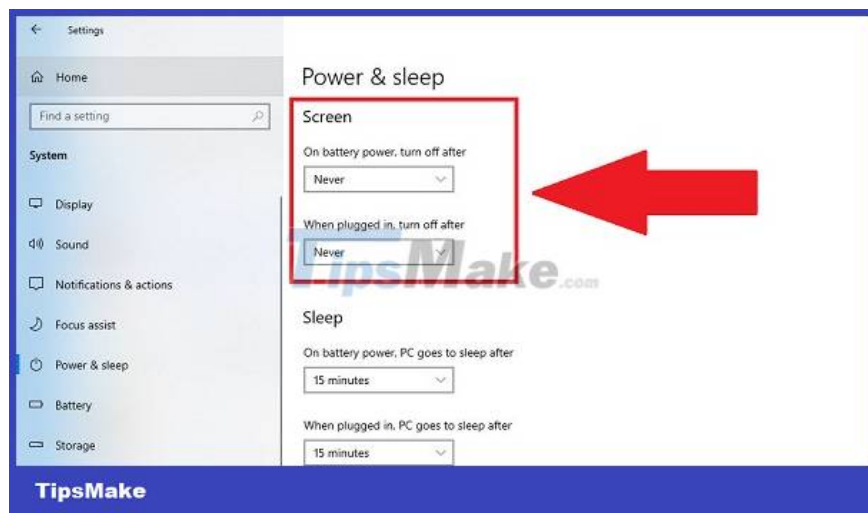 Settings
Home
Find a setting
System
Display
Sound
Notifications & actions
Focus assist
Power & sleep
Battery
Storage
Power & sleep
Screen
On battery power, turn off after
Never
When plugged in, turn off after
Never
TipsMake.com
Sleep
On battery power, PC goes to sleep after
15 minutes
When plugged in, PC goes to sleep after
15 minutes
TipsMake